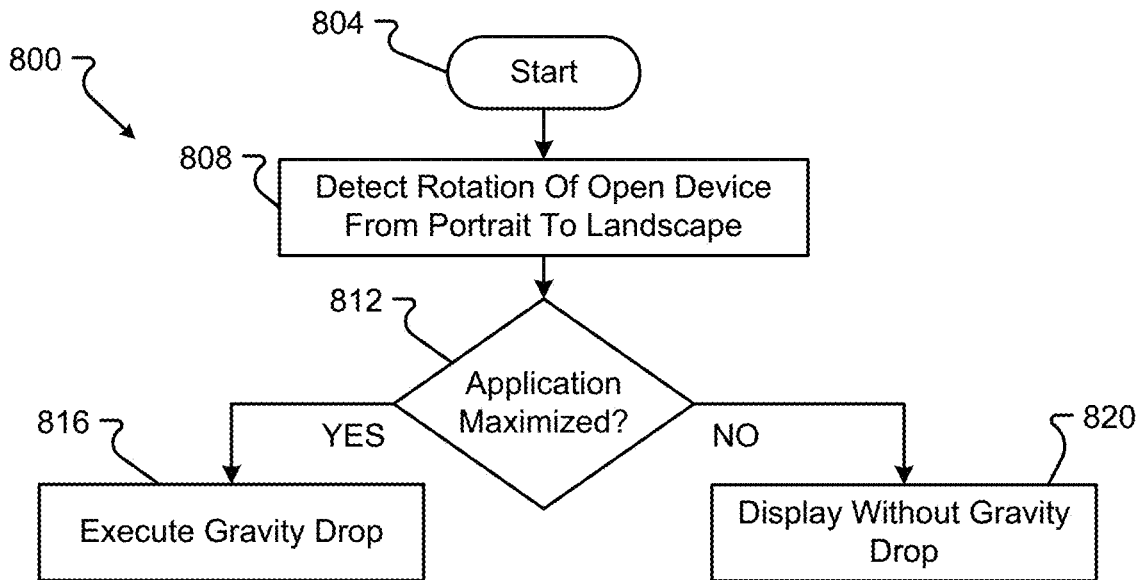 804
Start
800
808
Detect Rotation Of Open Device
From Portrait To Landscape
812
Application
Maximized?
816
YES
NO
820
Execute Gravity Drop
Display Without Gravity
Drop